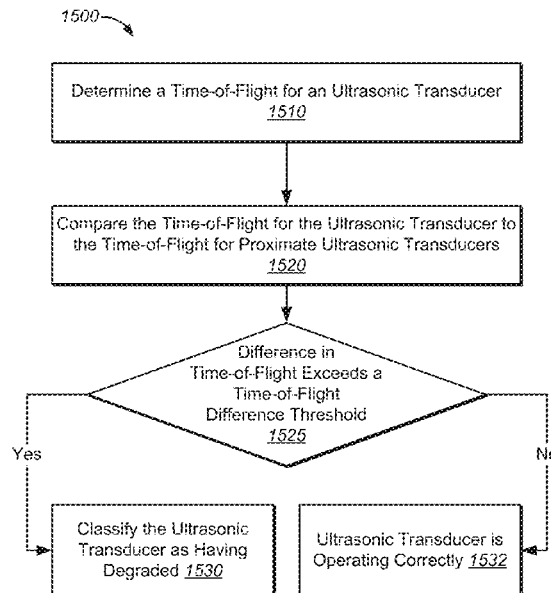 1500
Determine a Time-of-Flight for an Ultrasonic Transducer
1510
Compare the Time-of-Flight for the Ultrasonic Transducer to
the Time-of-Flight for Proximate Ultrasonic Transducers
1520
Difference in
Time-of-Flight Exceeds a
Time-of-Flight
Difference Threshold
1525
Yes
No
Classify the Ultrasonic
Transducer as Having
Degraded 1530
Ultrasonic Transducer is
Operating Correctly 1532